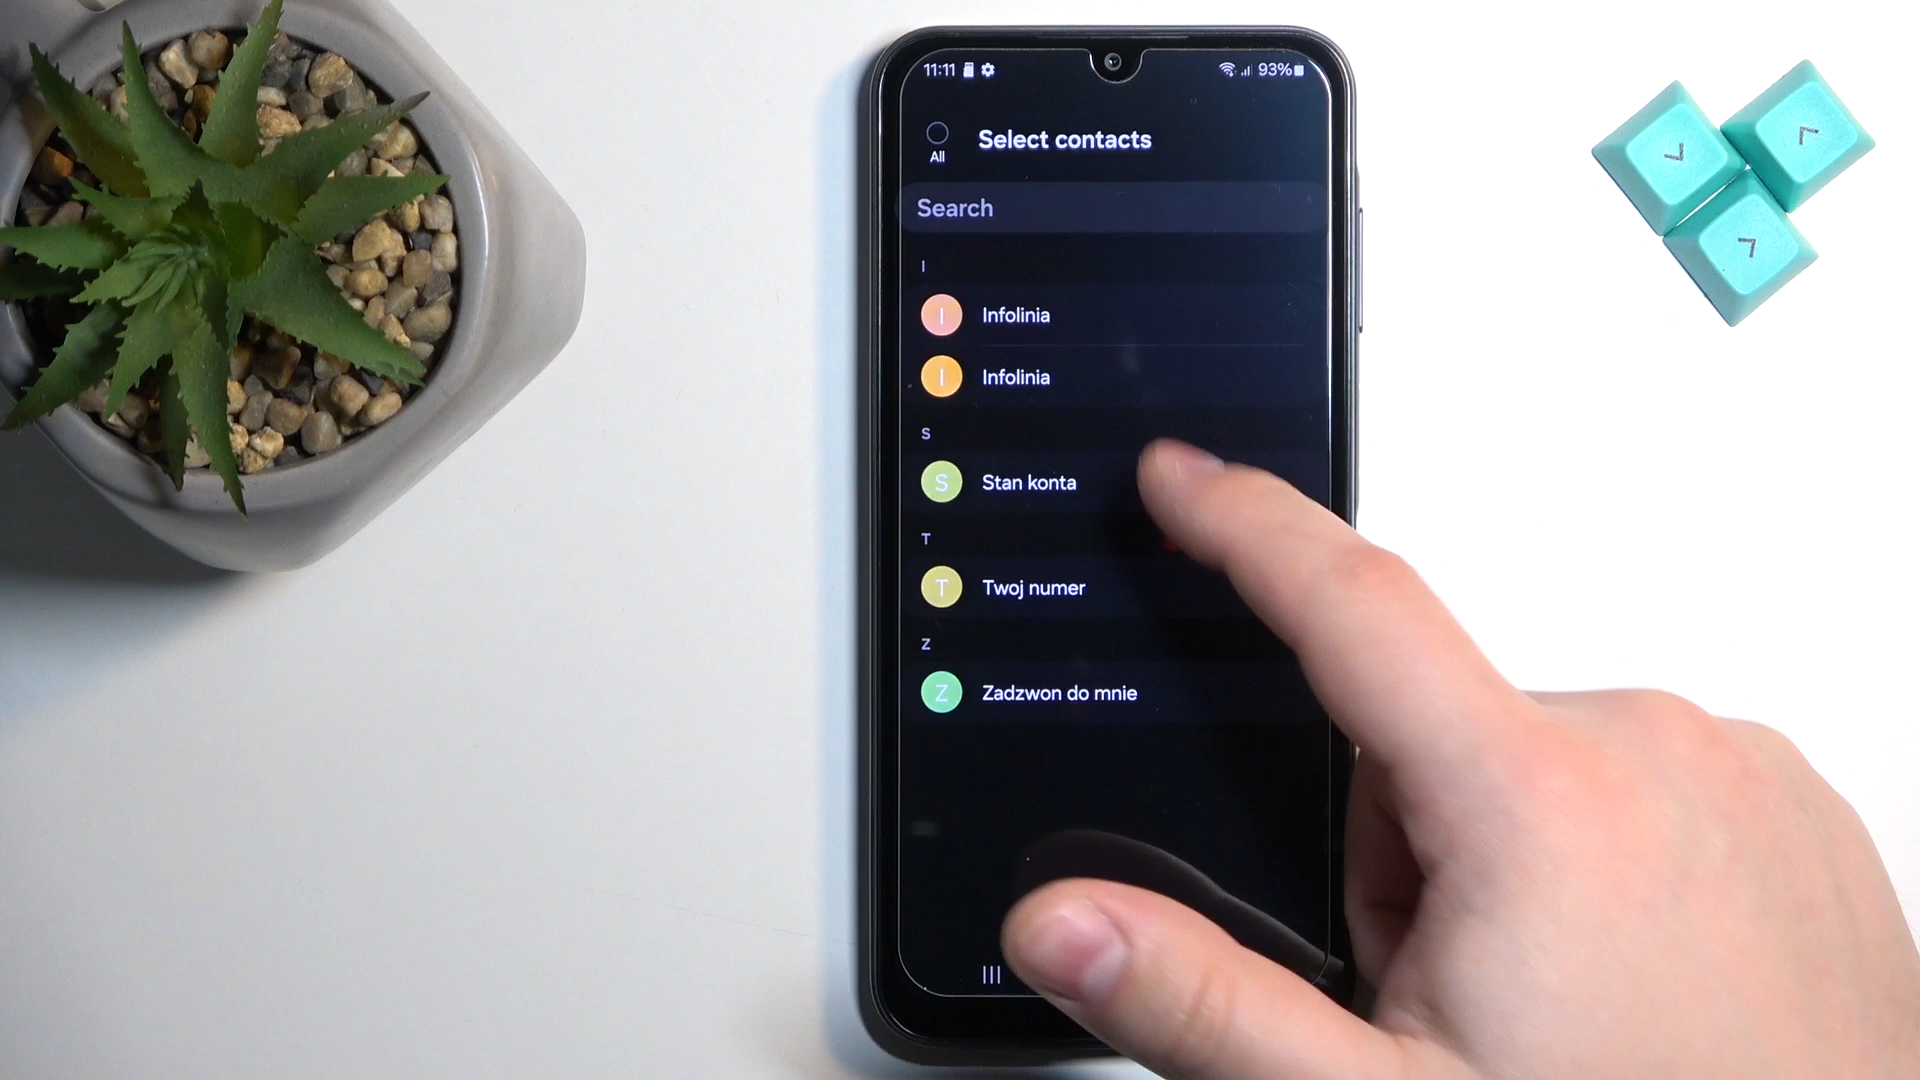 11:11
93%
Select contacts
All
Search
I
I Infolinia
I Infolinia
S
S Stan konta
T
T Twoj numer
Z
Z Zadzwon do mnie